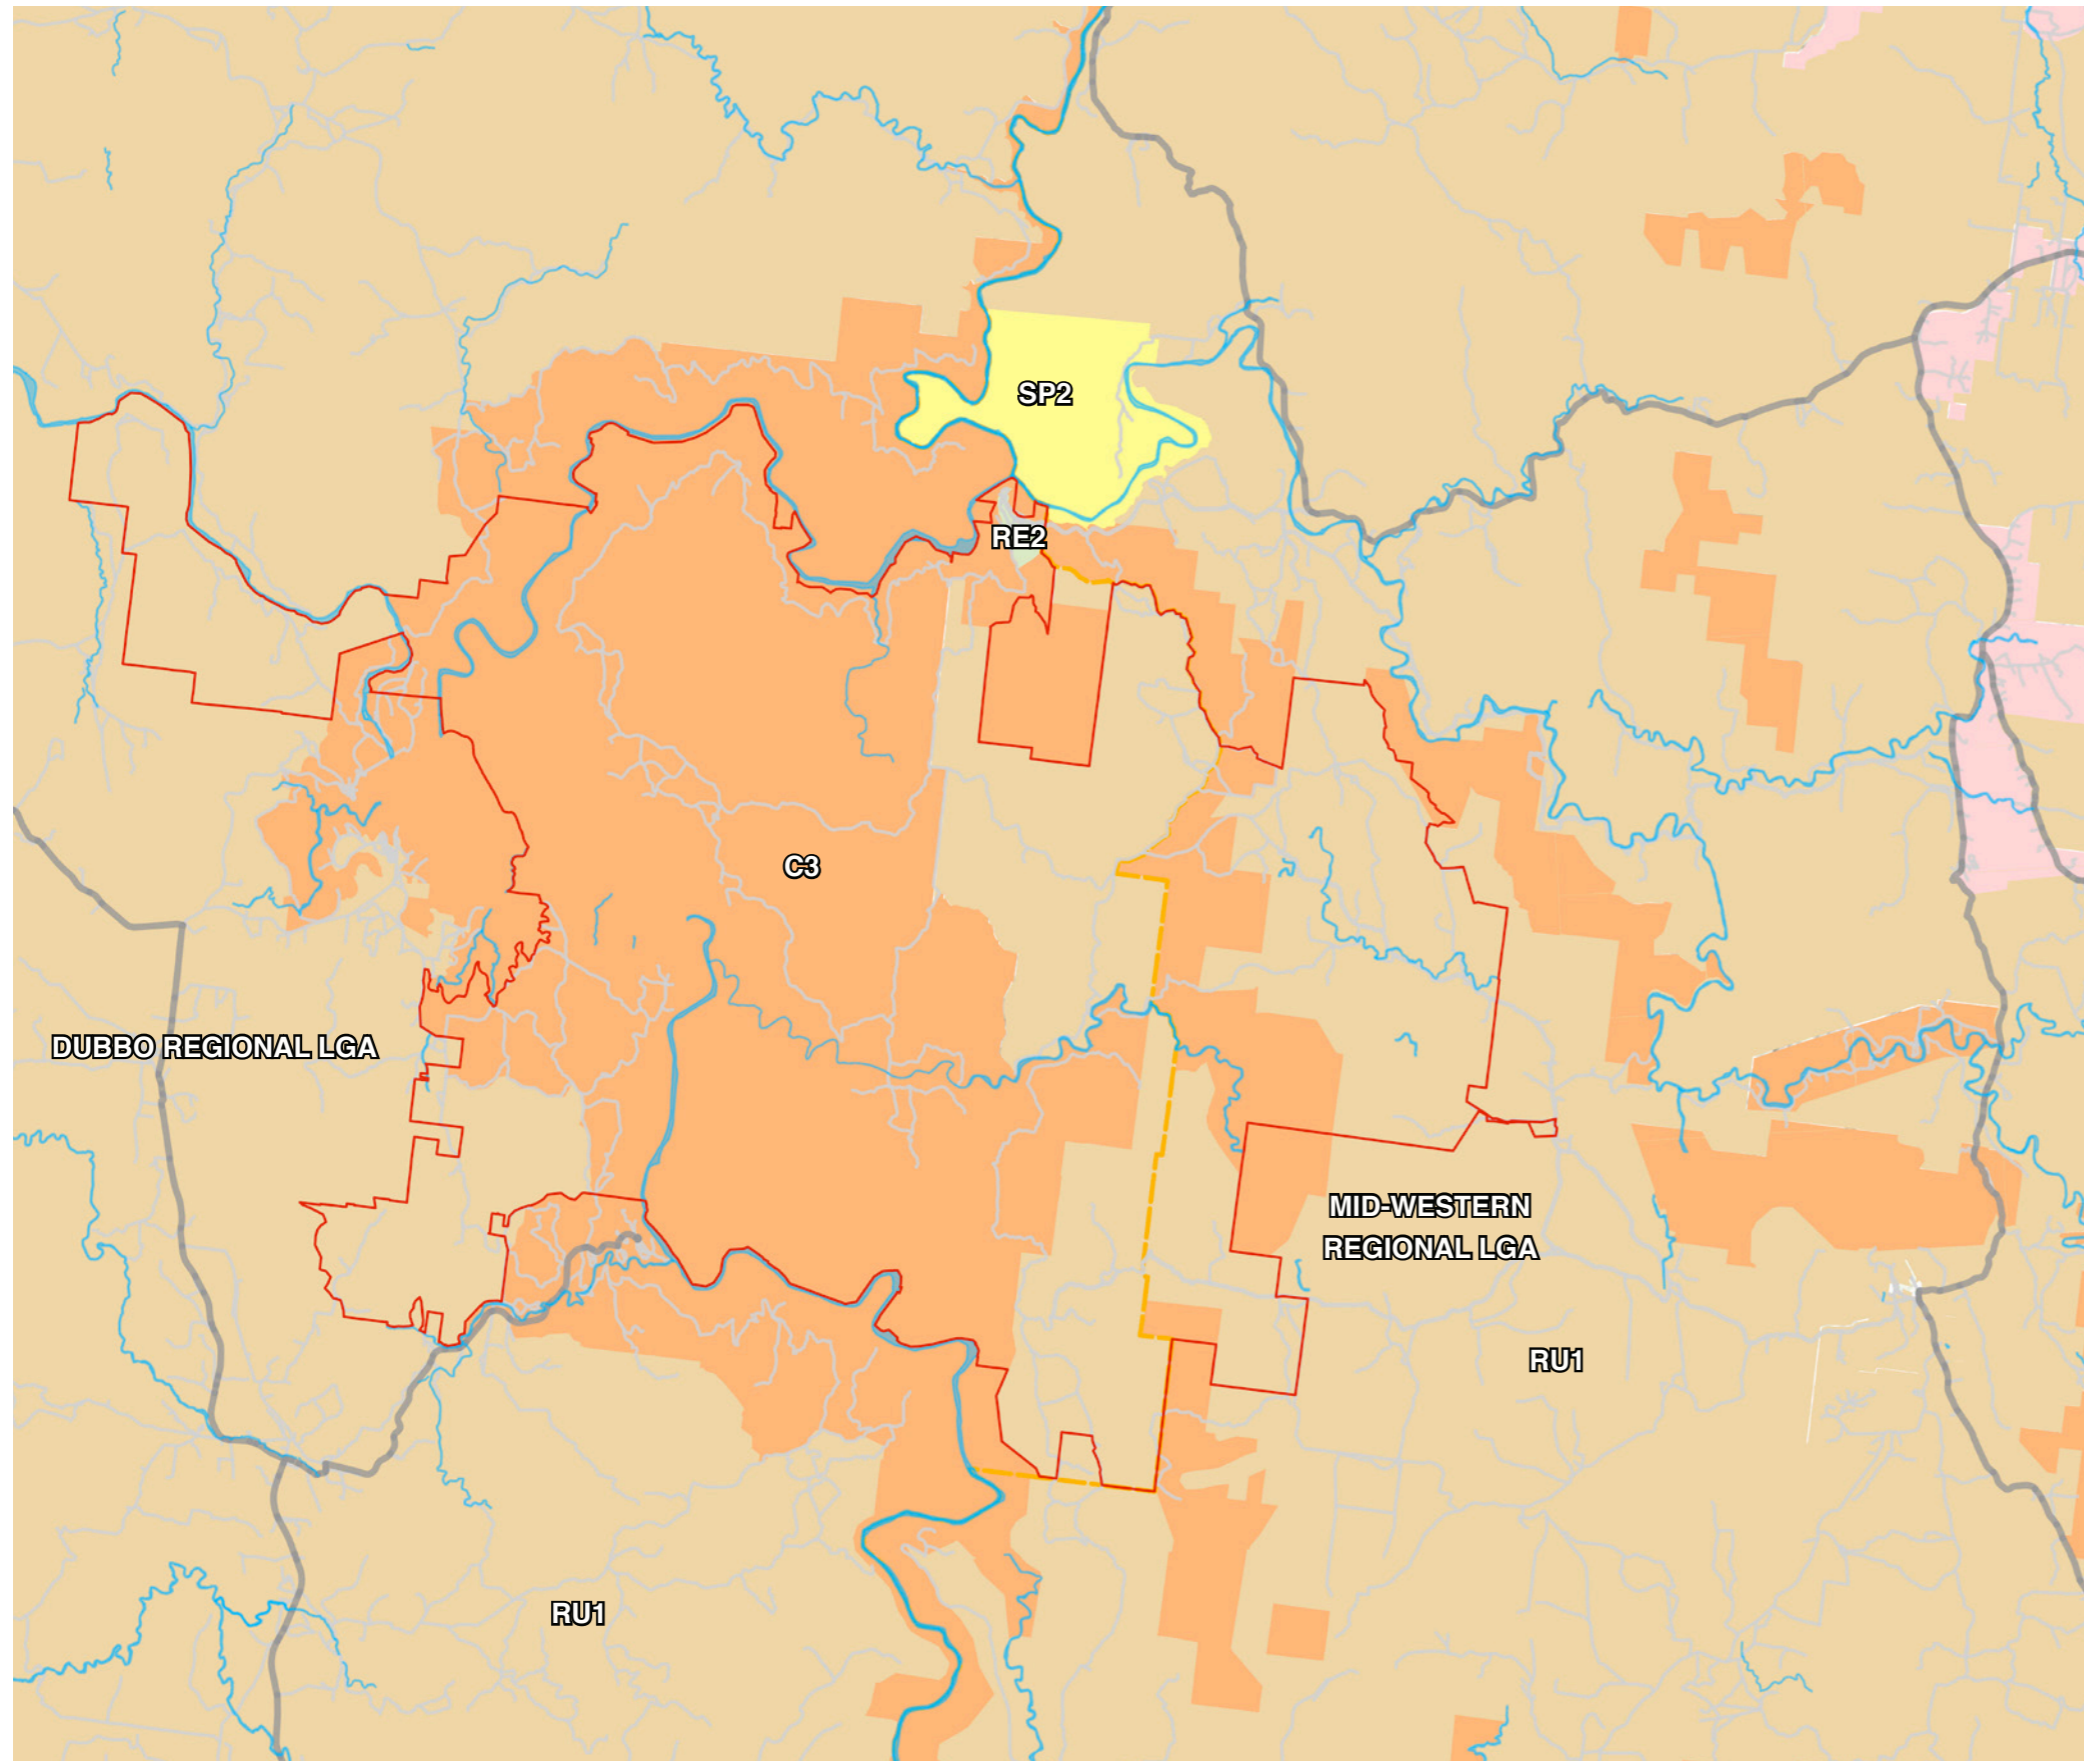 SP2
RE2
C3
DUBBO REGIONAL LGA
MID-WESTERN
REGIONAL LGA
RU1
RU1